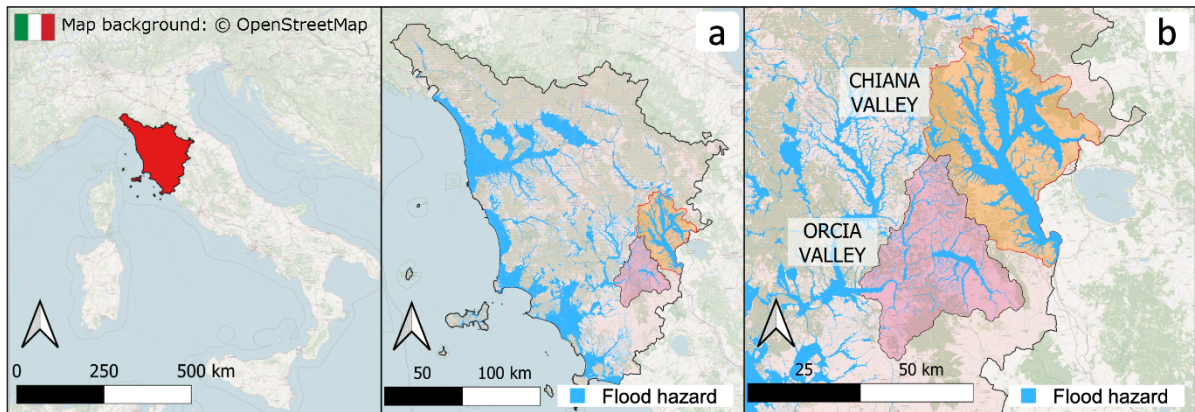 Map background: © OpenStreetMap
0 250 500 km
a
50 100 km
Flood hazard
b
CHIANA
VALLEY
ORCIA
VALLEY
25 50 km
Flood hazard